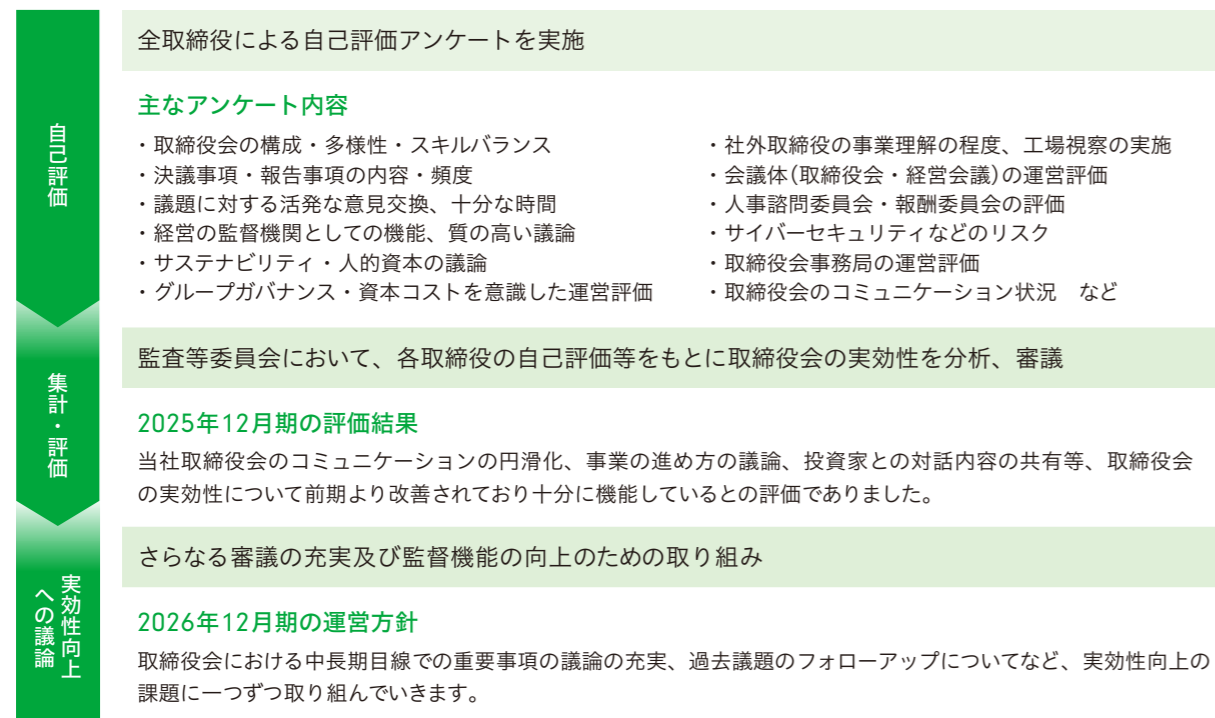 自己評価
全取締役による自己評価アンケートを実施
主なアンケート内容
・取締役会の構成・多様性・スキルバランス
・決議事項・報告事項の内容・頻度
・議題に対する活発な意見交換、十分な時間
・経営の監督機関としての機能、質の高い議論
・サステナビリティ・人的資本の議論
・グループガバナンス・資本コストを意識した運営評価
・社外取締役の事業理解の程度、工場視察の実施
・会議体(取締役会・経営会議)の運営評価
・人事諮問委員会・報酬委員会の評価
・サイバーセキュリティなどのリスク
・取締役会事務局の運営評価
・取締役会のコミュニケーション状況　など
集計・評価
監査等委員会において、各取締役の自己評価等をもとに取締役会の実効性を分析、審議
2025年12月期の評価結果
当社取締役会のコミュニケーションの円滑化、事業の進め方の議論、投資家との対話内容の共有等、取締役会
の実効性について前期より改善されており十分に機能しているとの評価でありました。
実効性向上
への議論
さらなる審議の充実及び監督機能の向上のための取り組み
2026年12月期の運営方針
取締役会における中長期目線での重要事項の議論の充実、過去議題のフォローアップについてなど、実効性向上の
課題に一つずつ取り組んでいきます。